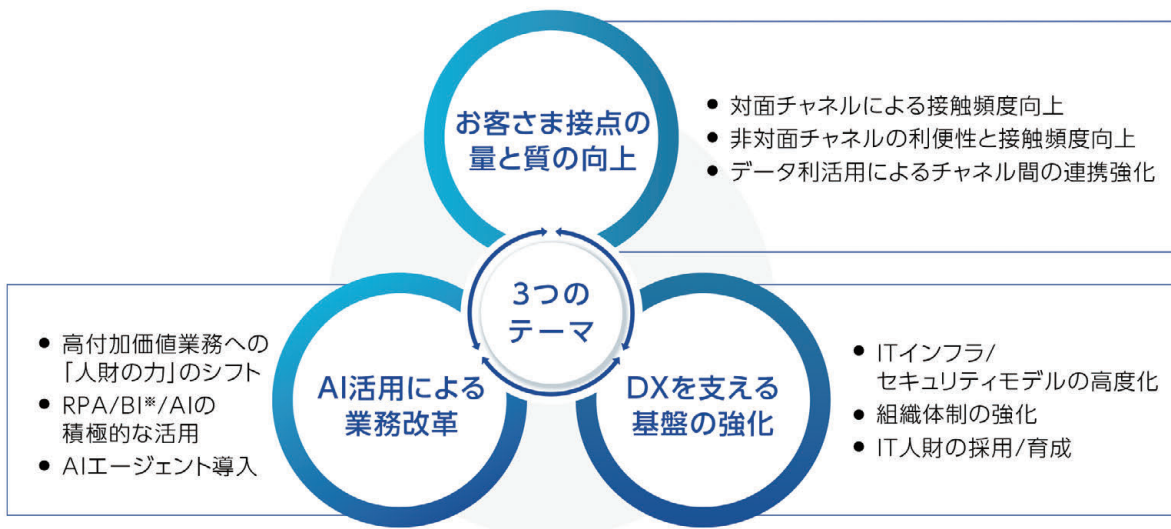 お客さま接点の
量と質の向上
● 対面チャネルによる接触頻度向上
● 非対面チャネルの利便性と接触頻度向上
● データ利活用によるチャネル間の連携強化
3つの
テーマ
AI活用による
業務改革
● 高付加価値業務への
「人財の力」のシフト
● RPA/BI※/AIの
積極的な活用
● AIエージェント導入
DXを支える
基盤の強化
● ITインフラ/
セキュリティモデルの高度化
● 組織体制の強化
● IT人財の採用/育成